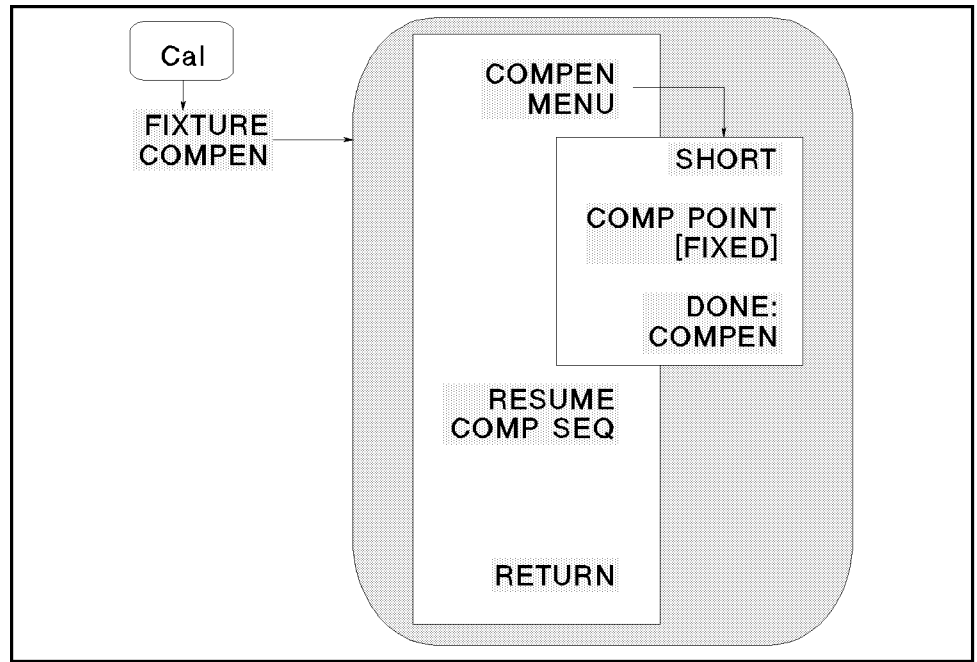 Cal
FIXTURE
COMPEN
COMPEN
MENU
SHORT
COMP POINT
[FIXED]
DONE:
COMPEN
RESUME
COMP SEQ
RETURN